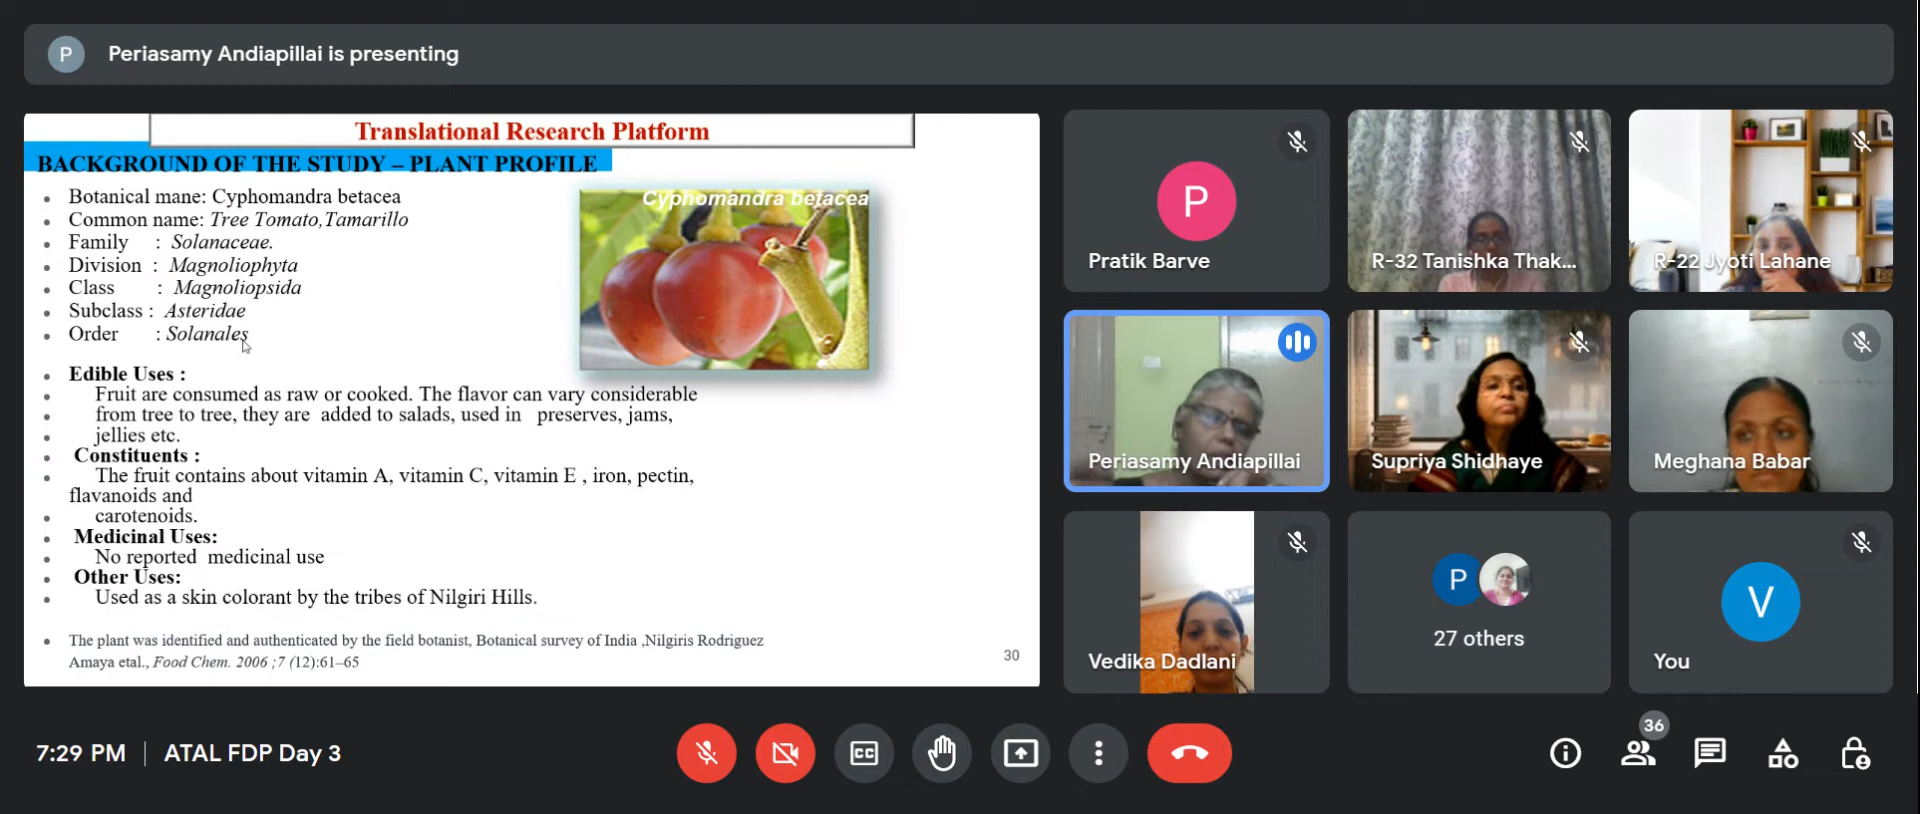 P
Periasamy Andiapillai is presenting
Translational Research Platform
BACKGROUND OF THE STUDY – PLANT PROFILE
Botanical mane: Cyphomandra betacea
Common name: Tree Tomato,Tamarillo
Family : Solanaceae.
Division : Magnoliophyta
Class : Magnoliopsida
Subclass : Asteridae
Order : Solanales
Cyphomandra betacea
Edible Uses :
Fruit are consumed as raw or cooked. The flavor can vary considerable
from tree to tree, they are added to salads, used in preserves, jams,
jellies etc.
Constituents :
The fruit contains about vitamin A, vitamin C, vitamin E , iron, pectin,
flavanoids and
carotenoids.
Medicinal Uses:
No reported medicinal use
Other Uses:
Used as a skin colorant by the tribes of Nilgiri Hills.
The plant was identified and authenticated by the field botanist, Botanical survey of India ,Nilgiris Rodriguez
Amaya etal., Food Chem. 2006 ;7 (12):61–65
30
P
Pratik Barve
R-32 Tanishka Thak...
R-22 Jyoti Lahane
Periasamy Andiapillai
Supriya Shidhaye
Meghana Babar
Vedika Dadlani
P
27 others
V
You
7:29 PM
ATAL FDP Day 3
CC
36